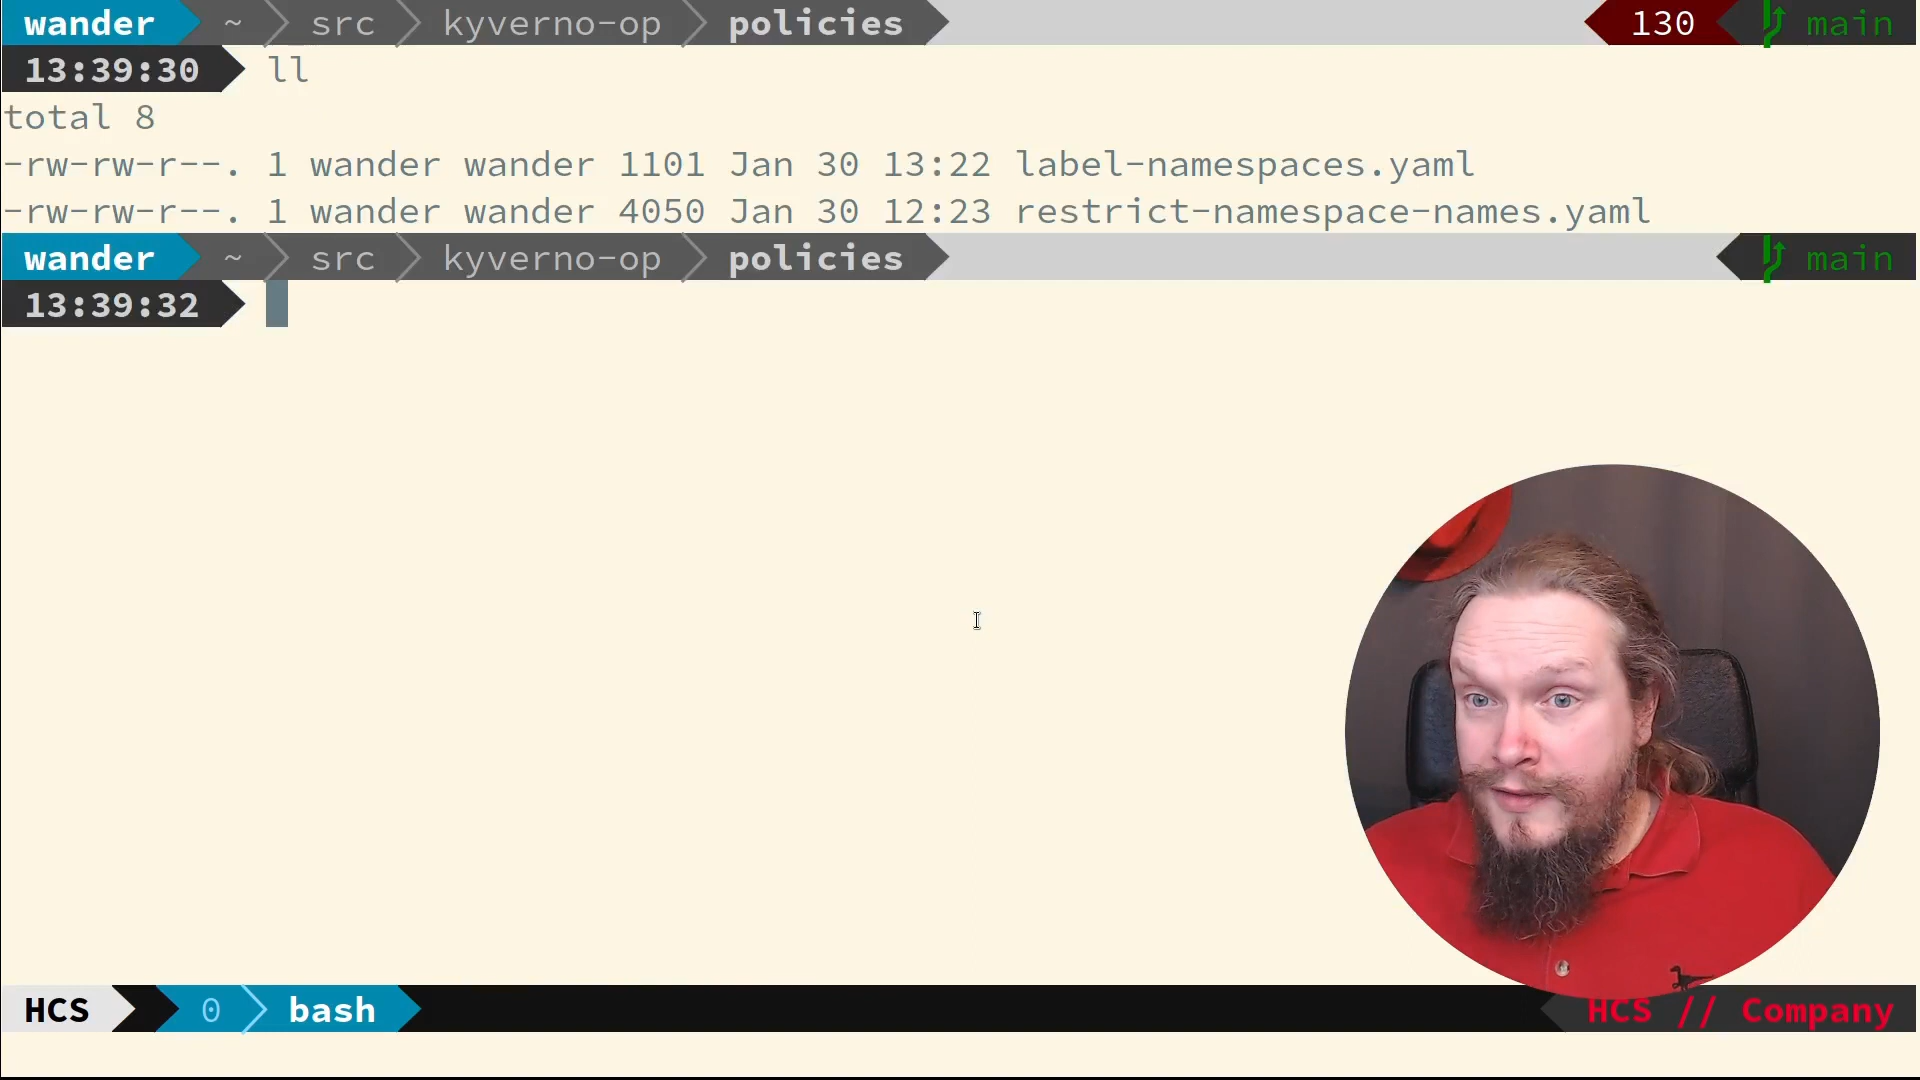 wander ~ src kyverno-op policies 130 main
13:39:30 ll
total 8
-rw-rw-r--. 1 wander wander 1101 Jan 30 13:22 label-namespaces.yaml
-rw-rw-r--. 1 wander wander 4050 Jan 30 12:23 restrict-namespace-names.yaml
wander ~ src kyverno-op policies main
13:39:32
HCS 0 bash HCS // Company